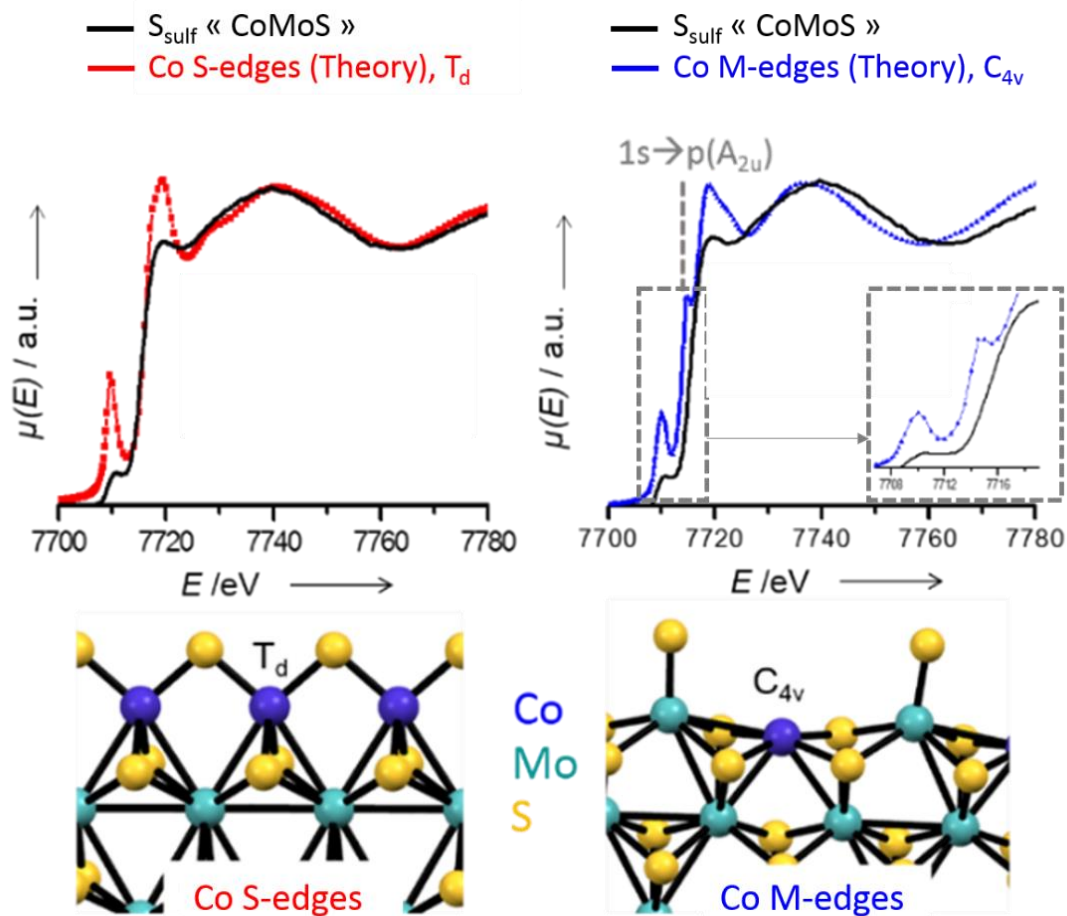 S_sulf « CoMoS »
Co S-edges (Theory), T_d
S_sulf « CoMoS »
Co M-edges (Theory), C_4v
1s→p(A_2u)
μ(E) / a.u.
7700 7720 7740 7760 7780
E /eV
μ(E) / a.u.
7708 7712 7716
7700 7720 7740 7760 7780
E /eV
T_d
C_4v
Co
Mo
S
Co S-edges
Co M-edges